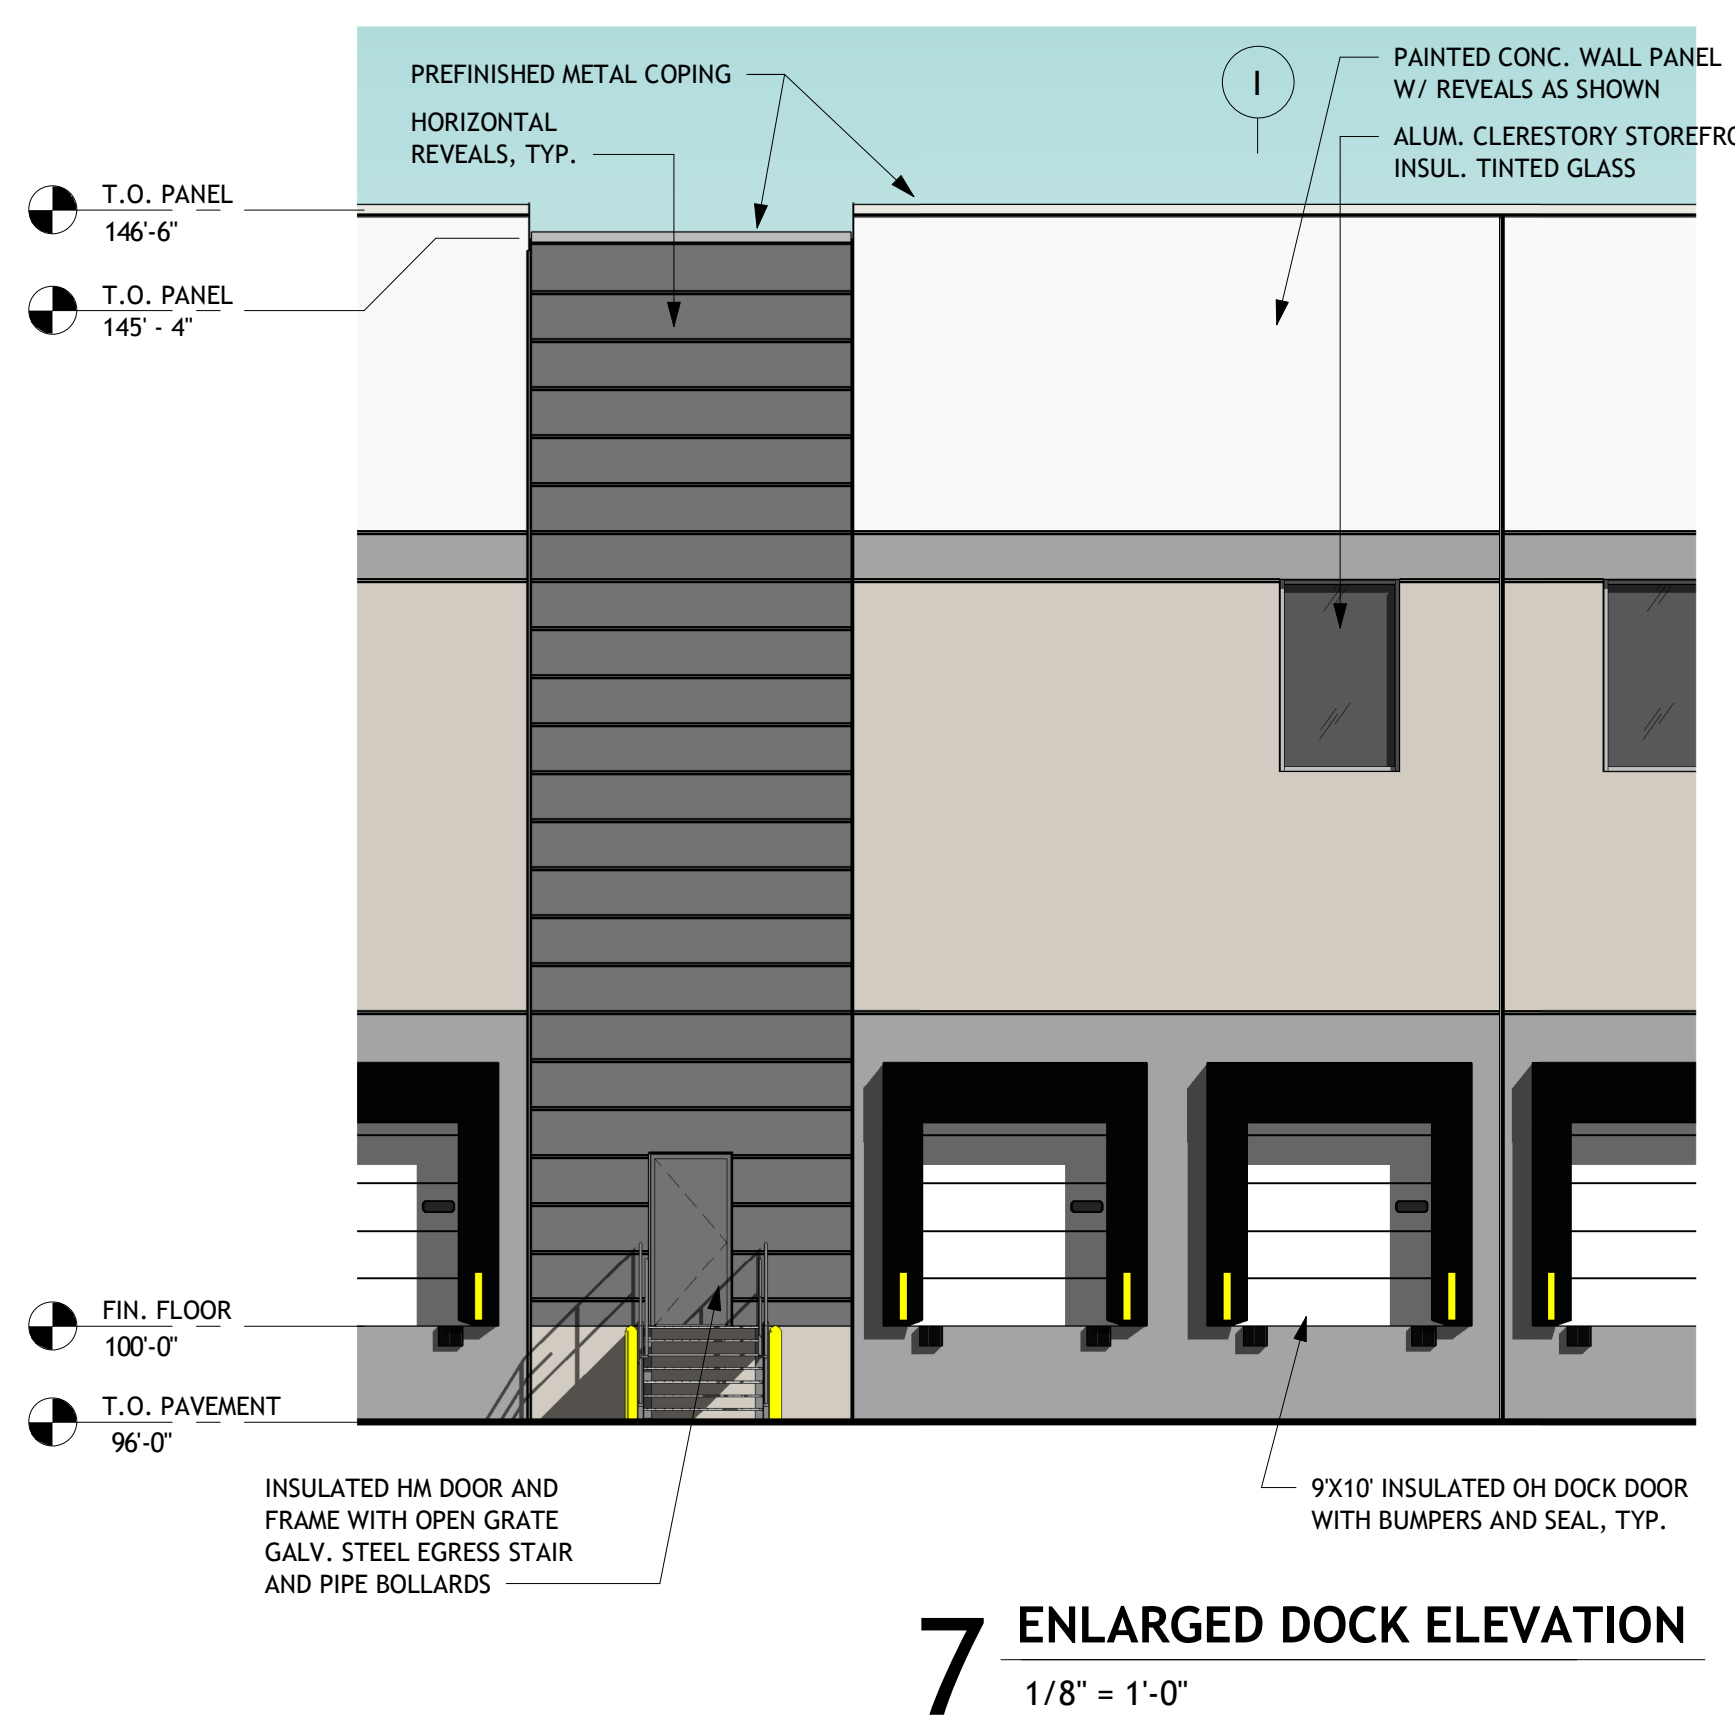 PREFINISHED METAL COPING
HORIZONTAL
REVEALS, TYP.
I
PAINTED CONC. WALL PANEL
W/ REVEALS AS SHOWN
ALUM. CLERESTORY STOREFRO
INSUL. TINTED GLASS
T.O. PANEL
146'-6"
T.O. PANEL
145' - 4"
FIN. FLOOR
100'-0"
T.O. PAVEMENT
96'-0"
INSULATED HM DOOR AND
FRAME WITH OPEN GRATE
GALV. STEEL EGRESS STAIR
AND PIPE BOLLARDS
9'X10' INSULATED OH DOCK DOOR
WITH BUMPERS AND SEAL, TYP.
7 ENLARGED DOCK ELEVATION
1/8" = 1'-0"